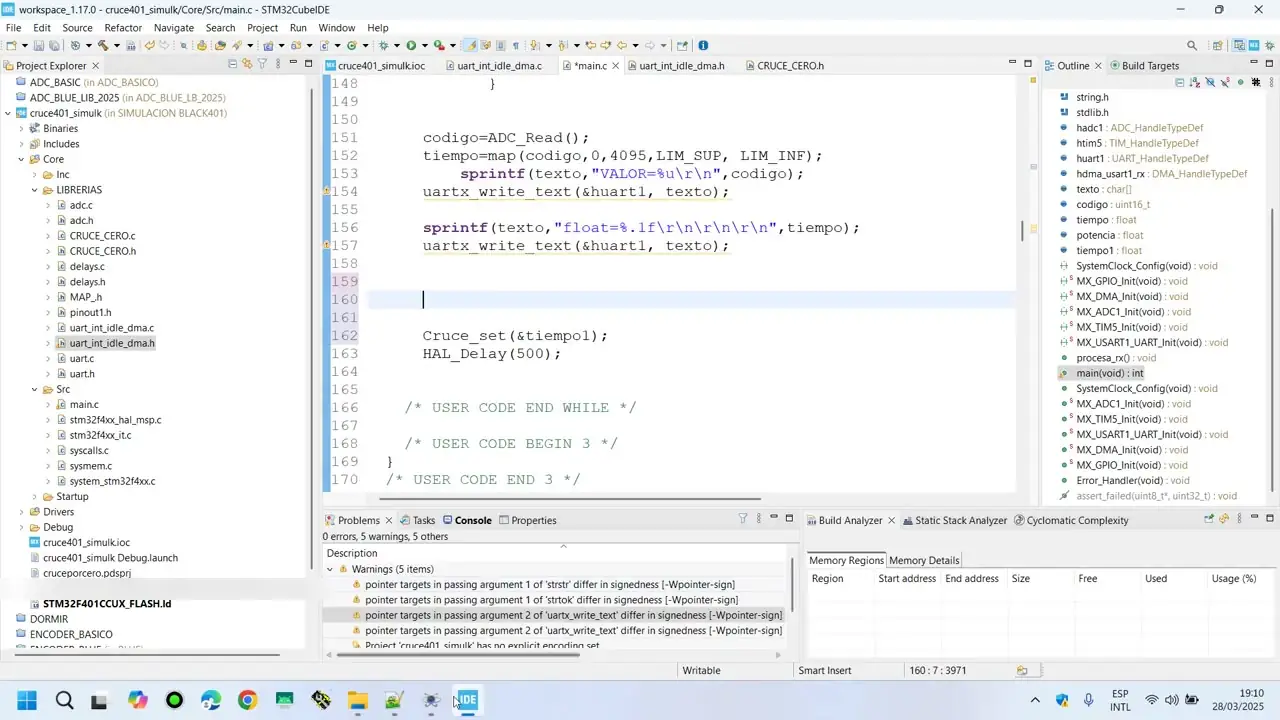 workspace_1.17.0 - cruce401_simulk/Core/Src/main.c - STM32CubeIDE
File Edit Source Refactor Navigate Search Project Run Window Help
Project Explorer
ADC_BASIC (in ADC_BASICO)
ADC_BLUE_LIB_2025 (in ADC_BLUE_LB_2025)
cruce401_simulk (in SIMULACION BLACK401)
Binaries
Includes
Core
Inc
LIBRERIAS
adc.c
adc.h
CRUCE_CERO.c
CRUCE_CERO.h
delays.c
delays.h
MAP_.h
pinout1.h
uart_int_idle_dma.c
uart_int_idle_dma.h
uart.c
uart.h
Src
main.c
stm32f4xx_hal_msp.c
stm32f4xx_it.c
syscalls.c
sysmem.c
system_stm32f4xx.c
Startup
Drivers
Debug
cruce401_simulk.ioc
cruce401_simulk Debug.launch
cruceporcero.pdsprj
STM32F401CCUX_FLASH.ld
DORMIR
ENCODER_BASICO
cruce401_simulk.ioc uart_int_idle_dma.c *main.c uart_int_idle_dma.h CRUCE_CERO.h
148 }
149
150
151 codigo=ADC_Read();
152 tiempo=map(codigo,0,4095,LIM_SUP, LIM_INF);
153 sprintf(texto,"VALOR=%u\r\n",codigo);
154 uartx_write_text(&huart1, texto);
155
156 sprintf(texto,"float=%.1f\r\n\r\n\r\n",tiempo);
157 uartx_write_text(&huart1, texto);
158
159
160
161
162 Cruce_set(&tiempo1);
163 HAL_Delay(500);
164
165
166 /* USER CODE END WHILE */
167
168 /* USER CODE BEGIN 3 */
169 }
170 /* USER CODE END 3 */
Outline Build Targets
string.h
stdlib.h
hadc1 : ADC_HandleTypeDef
htim5 : TIM_HandleTypeDef
huart1 : UART_HandleTypeDef
hdma_usart1_rx : DMA_HandleTypeDef
texto : char[]
codigo : uint16_t
tiempo : float
potencia : float
tiempo1 : float
SystemClock_Config(void) : void
MX_GPIO_Init(void) : void
MX_DMA_Init(void) : void
MX_ADC1_Init(void) : void
MX_TIM5_Init(void) : void
MX_USART1_UART_Init(void) : void
procesa_rx() : void
main(void) : int
SystemClock_Config(void) : void
MX_ADC1_Init(void) : void
MX_TIM5_Init(void) : void
MX_USART1_UART_Init(void) : void
MX_DMA_Init(void) : void
MX_GPIO_Init(void) : void
Error_Handler(void) : void
assert_failed(uint8_t*, uint32_t) : void
Problems Tasks Console Properties
0 errors, 5 warnings, 5 others
Description
Warnings (5 items)
pointer targets in passing argument 1 of 'strstr' differ in signedness [-Wpointer-sign]
pointer targets in passing argument 1 of 'strtok' differ in signedness [-Wpointer-sign]
pointer targets in passing argument 2 of 'uartx_write_text' differ in signedness [-Wpointer-sign]
pointer targets in passing argument 2 of 'uartx_write_text' differ in signedness [-Wpointer-sign]
Project 'cruce401_simulk' has no explicit encoding set
Build Analyzer Static Stack Analyzer Cyclomatic Complexity
Memory Regions Memory Details
Region Start address End address Size Free Used Usage (%)
Writable Smart Insert 160 : 7 : 3971
IDE
ESP
INTL
19:10
28/03/2025